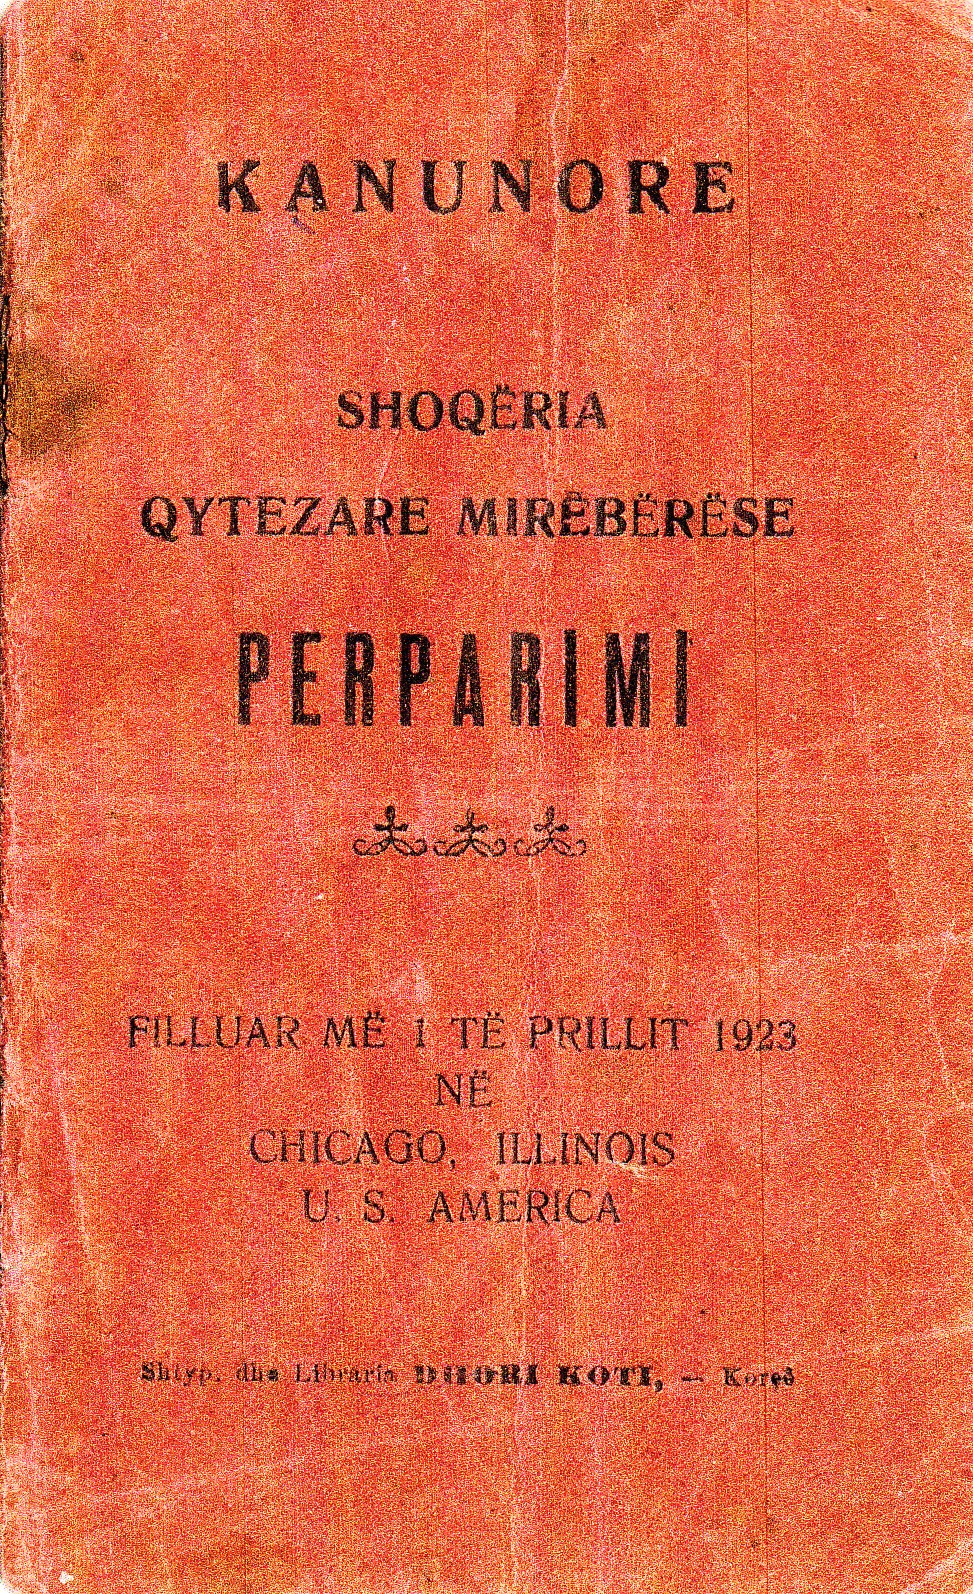 KANUNORE
SHOQËRIA
QYTEZARE MIRËBËRËSE
PERPARIMI
FILLUAR MË 1 TË PRILLIT 1923
NË
CHICAGO, ILLINOIS
U. S. AMERICA
Shtyp. dhe Libraria DHORI KOTI, — Korçë